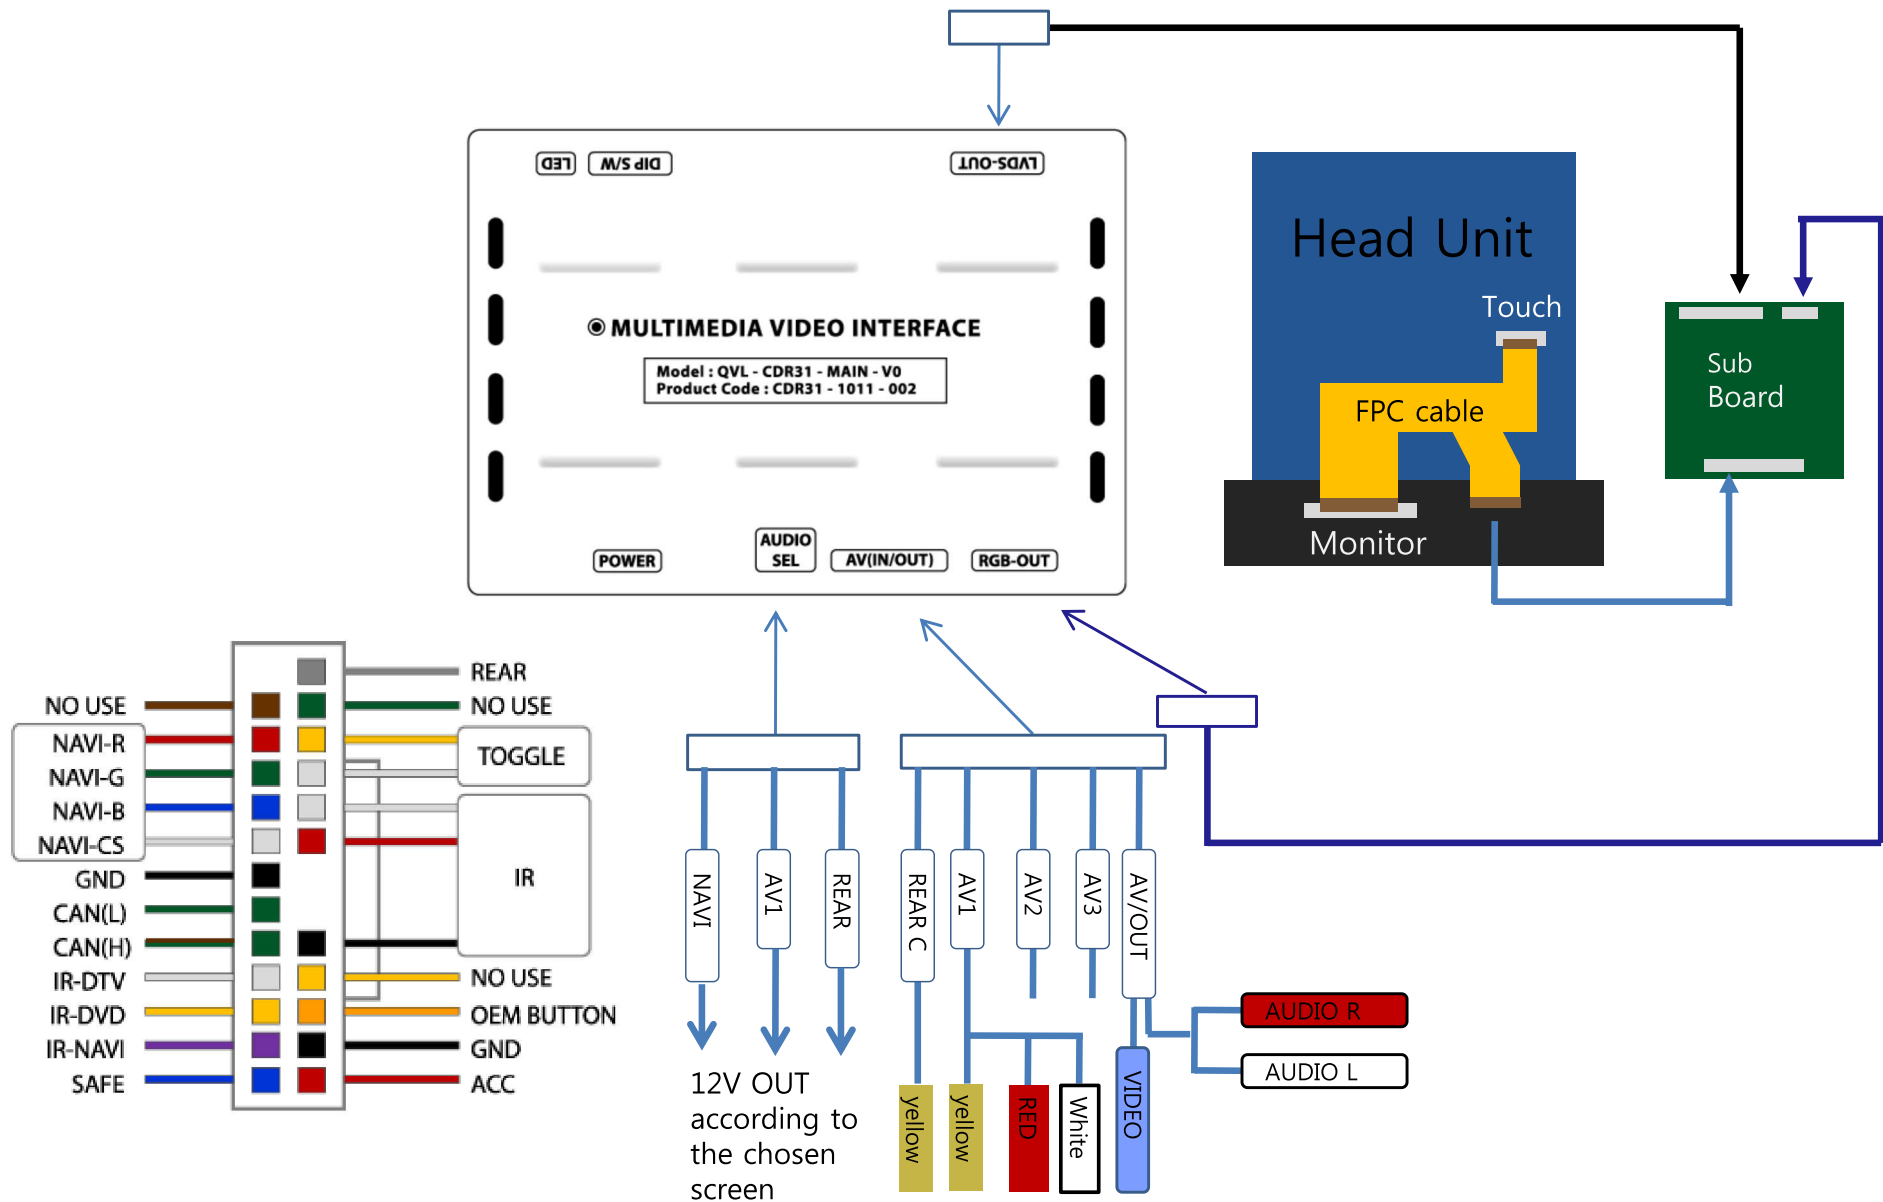 LED
DIP S/W
LVDS-OUT
MULTIMEDIA VIDEO INTERFACE
Model : QVL - CDR31 - MAIN - V0
Product Code : CDR31 - 1011 - 002
POWER
AUDIO
SEL
AV(IN/OUT)
RGB-OUT
Head Unit
Touch
FPC cable
Monitor
Sub
Board
NO USE
NAVI-R
NAVI-G
NAVI-B
NAVI-CS
GND
CAN(L)
CAN(H)
IR-DTV
IR-DVD
IR-NAVI
SAFE
REAR
NO USE
TOGGLE
IR
NO USE
OEM BUTTON
GND
ACC
NAVI
AV1
REAR
12V OUT
according to
the chosen
screen
REAR C
AV1
AV2
AV3
AV/OUT
yellow
yellow
RED
White
VIDEO
AUDIO R
AUDIO L